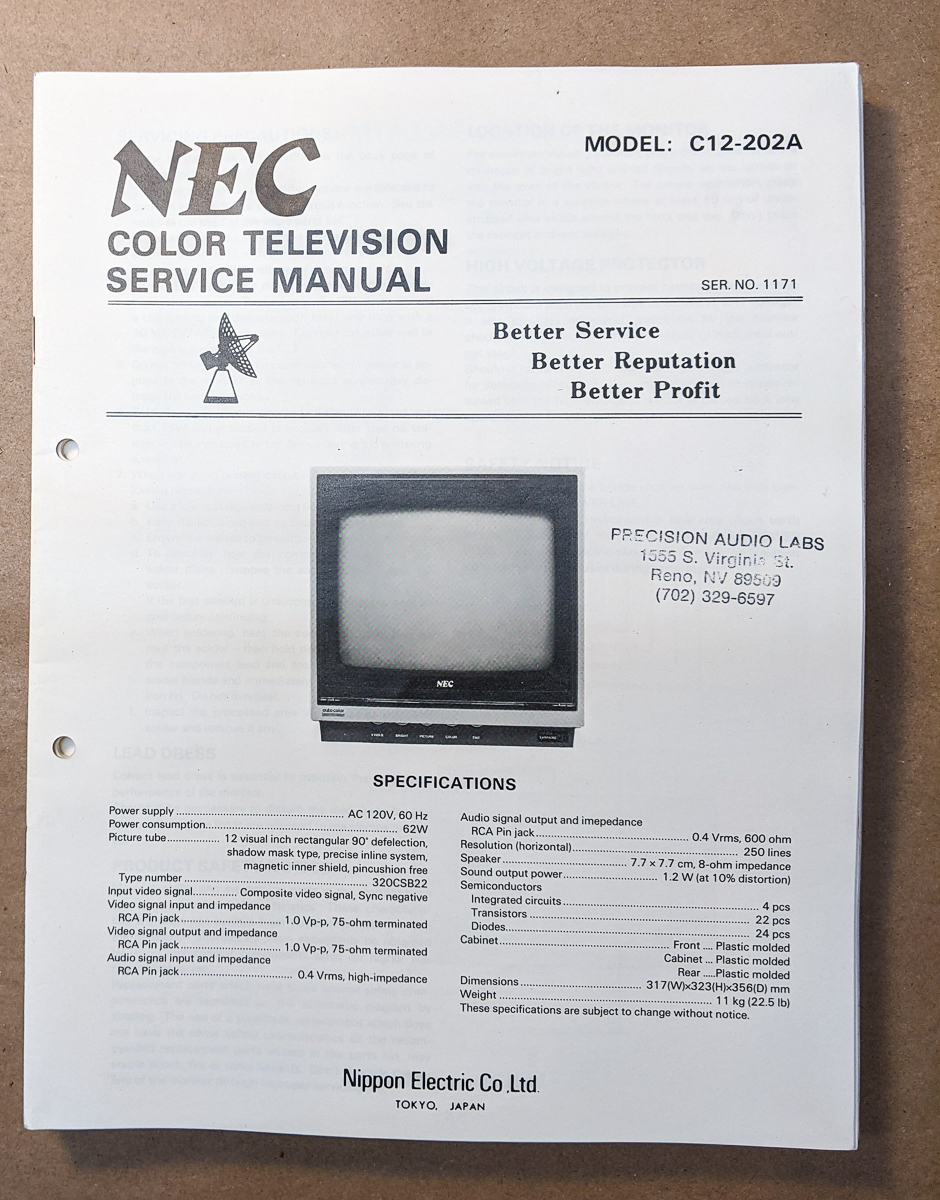 MODEL: C12-202A
NEC
COLOR TELEVISION
SERVICE MANUAL
SER. NO. 1171
Better Service
Better Reputation
Better Profit
PRECISION AUDIO LABS
1555 S. Virginia St.
Reno, NV 89509
(702) 329-6597
NEC
auto-color
VIDEO BRIGHT PICTURE COLOR TINT
SPECIFICATIONS
Power supply ........ AC 120V, 60 Hz
Power consumption........ 62W
Picture tube........ 12 visual inch rectangular 90° defelection,
shadow mask type, precise inline system,
magnetic inner shield, pincushion free
Type number ........ 320CSB22
Input video signal........ Composite video signal, Sync negative
Video signal input and impedance
RCA Pin jack ........ 1.0 Vp-p, 75-ohm terminated
Video signal output and impedance
RCA Pin jack ........ 1.0 Vp-p, 75-ohm terminated
Audio signal input and impedance
RCA Pin jack ........ 0.4 Vrms, high-impedance
Audio signal output and imepedance
RCA Pin jack........ 0.4 Vrms, 600 ohm
Resolution (horizontal)........ 250 lines
Speaker ........ 7.7 × 7.7 cm, 8-ohm impedance
Sound output power ........ 1.2 W (at 10% distortion)
Semiconductors
Integrated circuits ........ 4 pcs
Transistors ........ 22 pcs
Diodes........ 24 pcs
Cabinet........ Front .... Plastic molded
Cabinet ... Plastic molded
Rear .....Plastic molded
Dimensions ........ 317(W)×323(H)×356(D) mm
Weight ........ 11 kg (22.5 lb)
These specifications are subject to change without notice.
Nippon Electric Co.,Ltd.
TOKYO, JAPAN